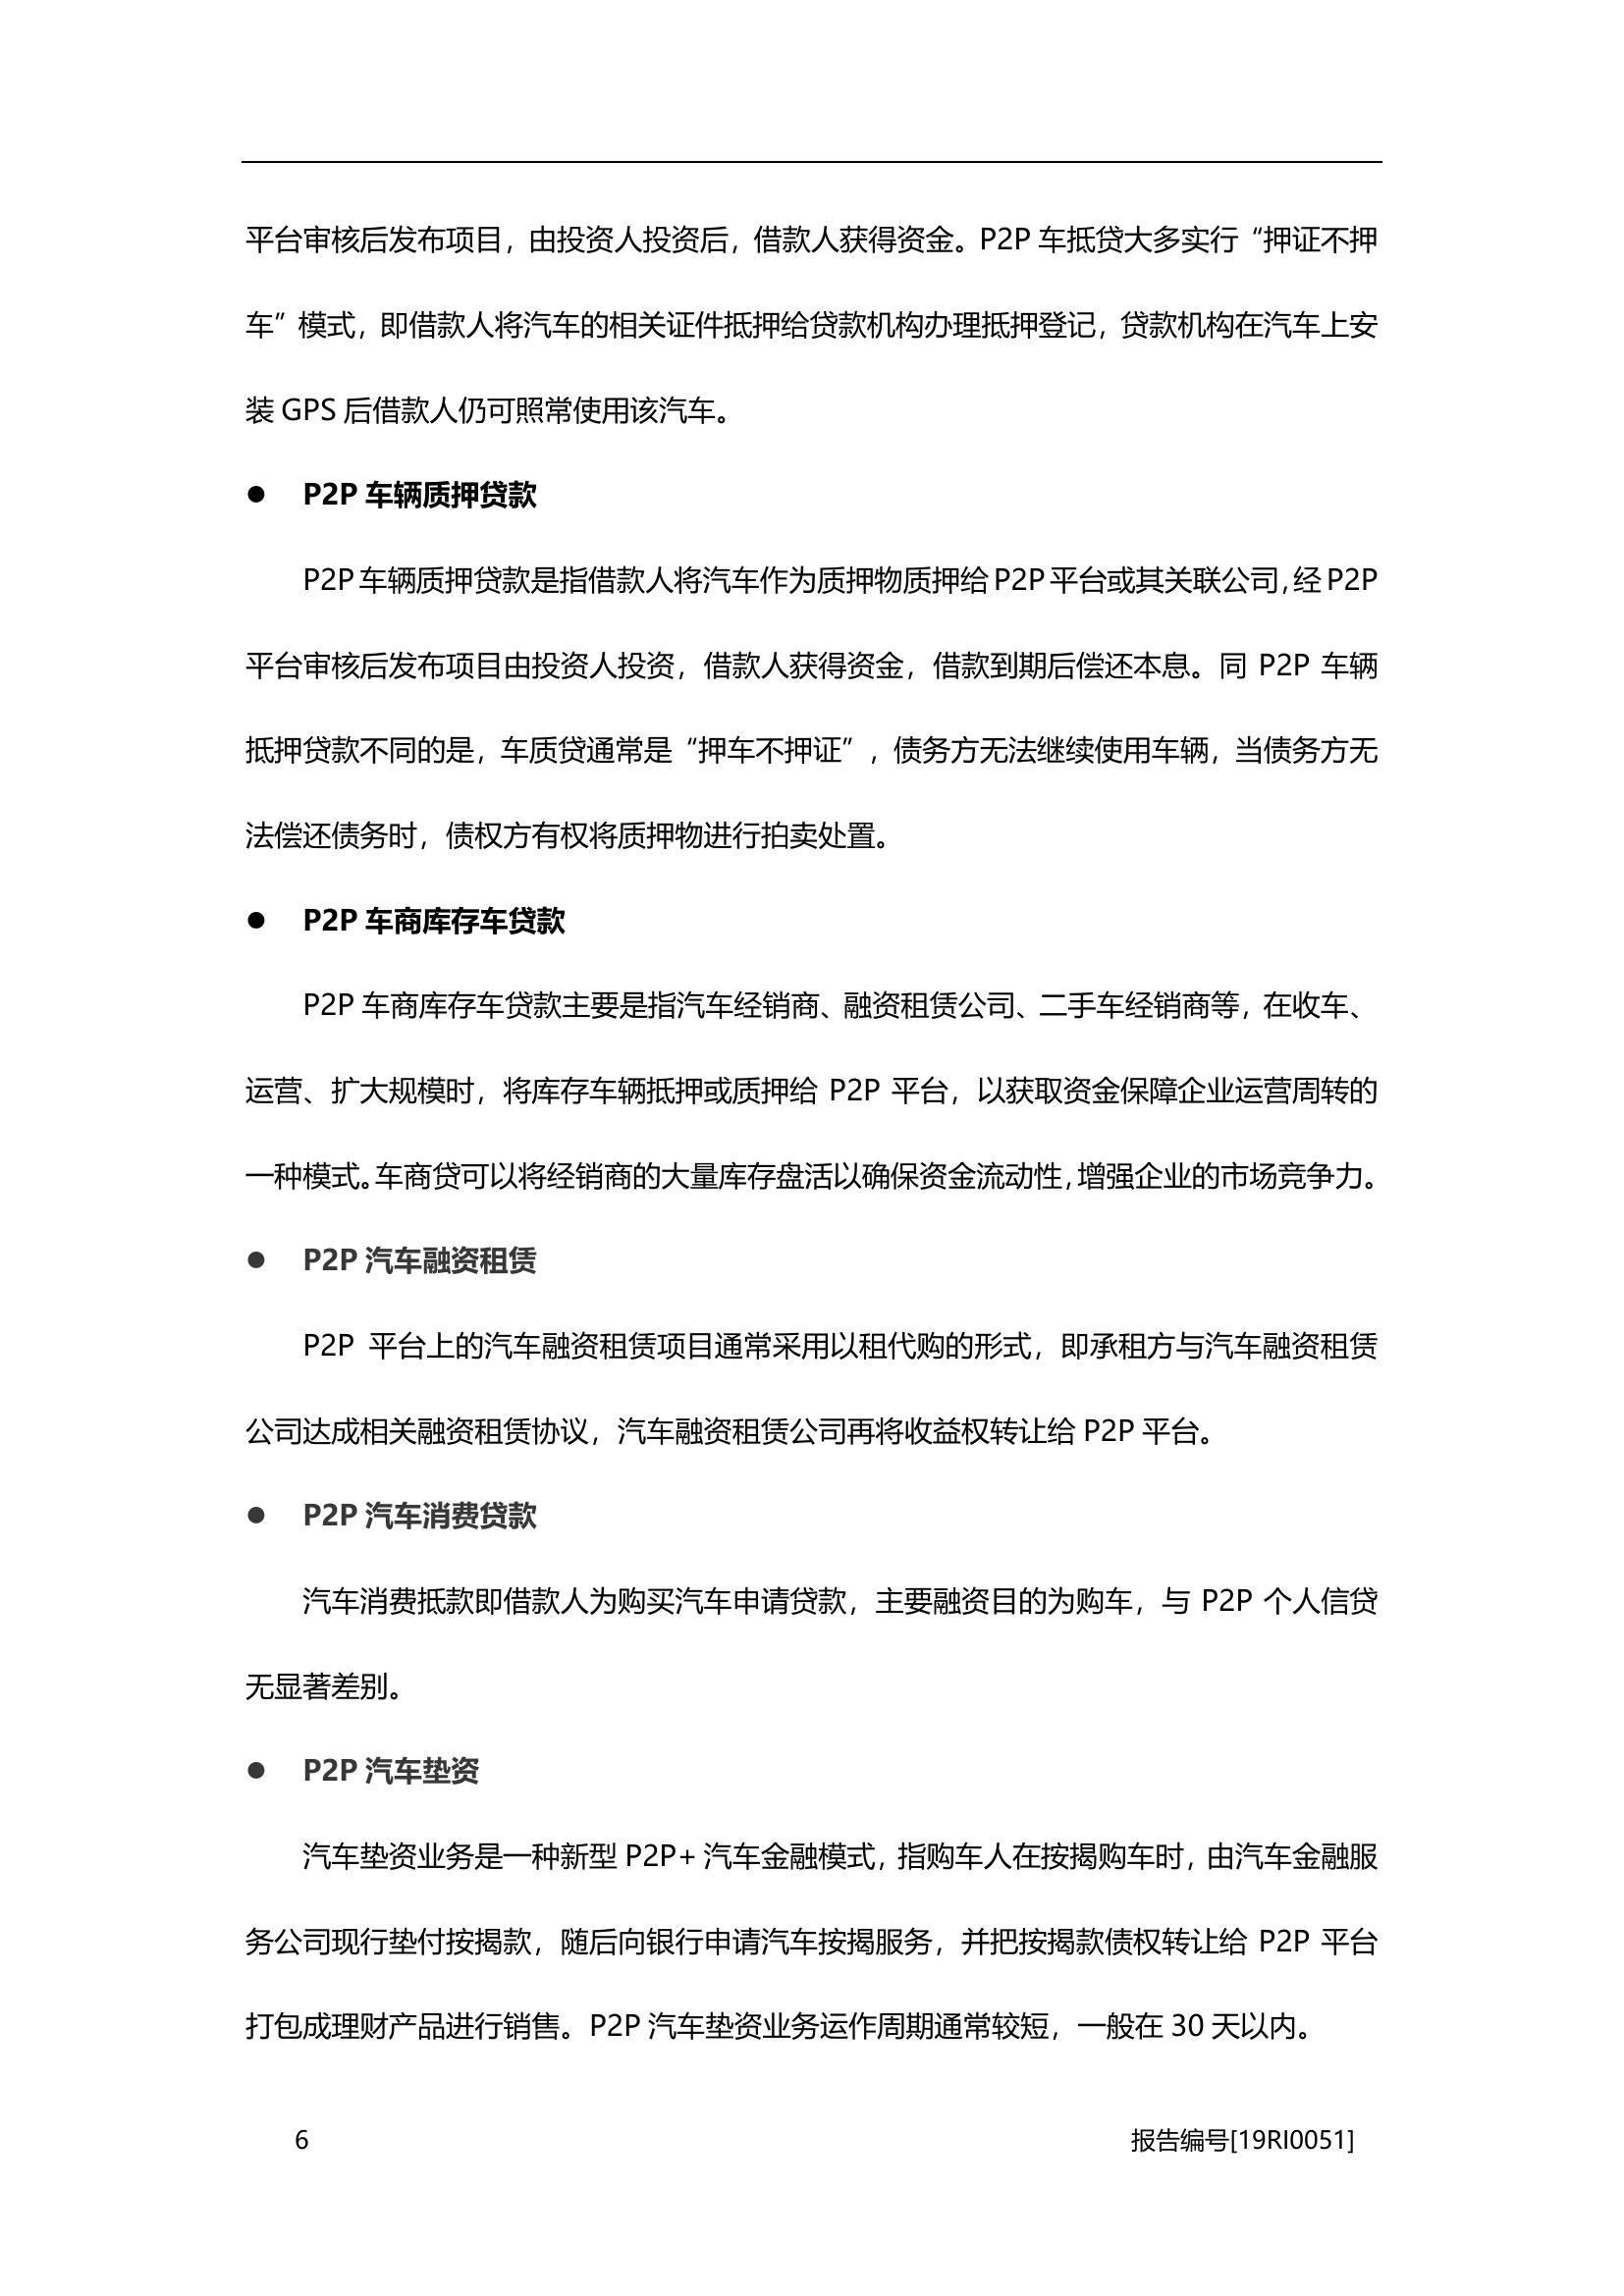 平台审核后发布项目，由投资人投资后，借款人获得资金。P2P 车抵贷大多实行“押证不押
车”模式，即借款人将汽车的相关证件抵押给贷款机构办理抵押登记，贷款机构在汽车上安
装 GPS 后借款人仍可照常使用该汽车。
● P2P 车辆质押贷款
P2P 车辆质押贷款是指借款人将汽车作为质押物质押给 P2P 平台或其关联公司，经 P2P
平台审核后发布项目由投资人投资，借款人获得资金，借款到期后偿还本息。同 P2P 车辆
抵押贷款不同的是，车质贷通常是“押车不押证”，债务方无法继续使用车辆，当债务方无
法偿还债务时，债权方有权将质押物进行拍卖处置。
● P2P 车商库存车贷款
P2P 车商库存车贷款主要是指汽车经销商、融资租赁公司、二手车经销商等，在收车、
运营、扩大规模时，将库存车辆抵押或质押给 P2P 平台，以获取资金保障企业运营周转的
一种模式。车商贷可以将经销商的大量库存盘活以确保资金流动性，增强企业的市场竞争力。
● P2P 汽车融资租赁
P2P 平台上的汽车融资租赁项目通常采用以租代购的形式，即承租方与汽车融资租赁
公司达成相关融资租赁协议，汽车融资租赁公司再将收益权转让给 P2P 平台。
● P2P 汽车消费贷款
汽车消费抵款即借款人为购买汽车申请贷款，主要融资目的为购车，与 P2P 个人信贷
无显著差别。
● P2P 汽车垫资
汽车垫资业务是一种新型 P2P+ 汽车金融模式，指购车人在按揭购车时，由汽车金融服
务公司现行垫付按揭款，随后向银行申请汽车按揭服务，并把按揭款债权转让给 P2P 平台
打包成理财产品进行销售。P2P 汽车垫资业务运作周期通常较短，一般在 30 天以内。
6 报告编号[19RI0051]